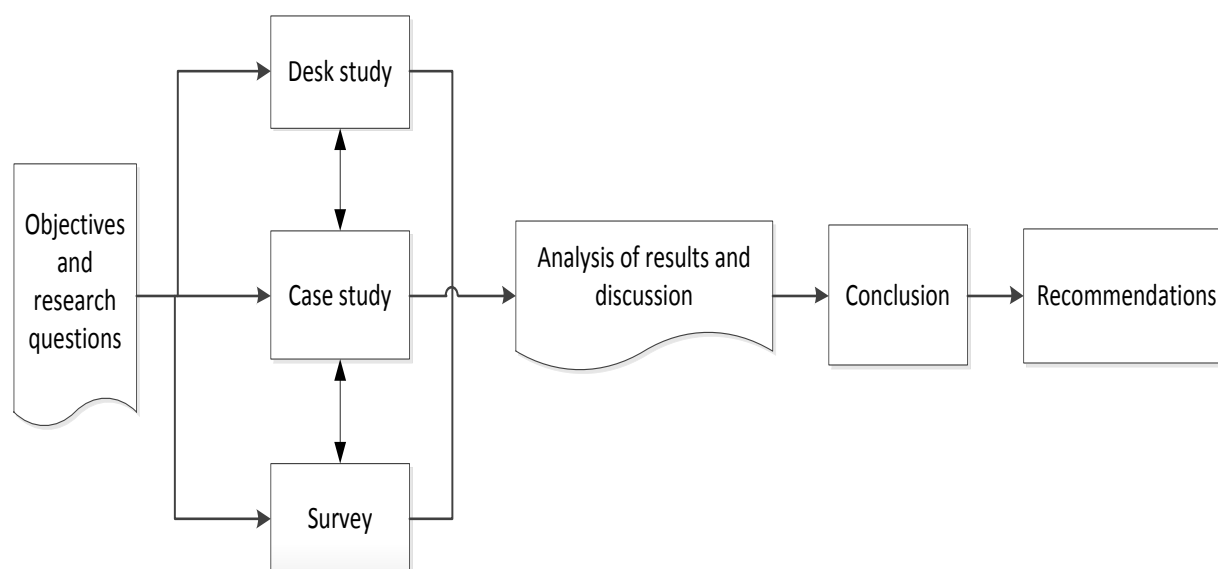 Desk study
Objectives
and
research
questions
Case study
Survey
Analysis of results and
discussion
Conclusion
Recommendations